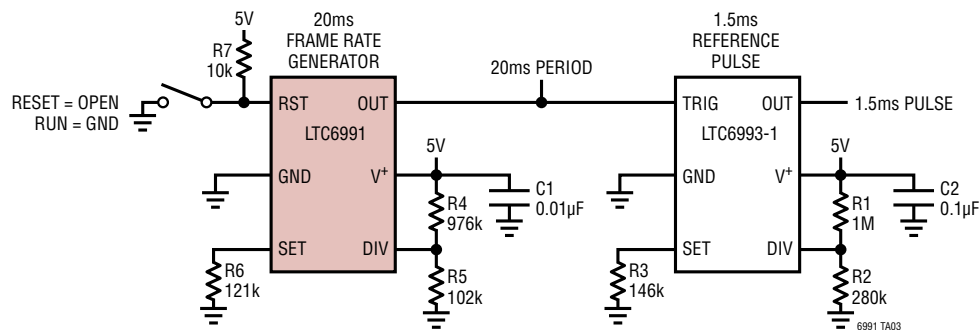 20ms
FRAME RATE
GENERATOR
1.5ms
REFERENCE
PULSE
5V
R7
10k
20ms PERIOD
RESET = OPEN
RUN = GND
RST
OUT
LTC6991
GND
V+
SET
DIV
5V
R4
976k
C1
0.01µF
R5
102k
R6
121k
TRIG
OUT
1.5ms PULSE
LTC6993-1
GND
V+
SET
DIV
5V
R1
1M
C2
0.1µF
R2
280k
R3
146k
6991 TA03